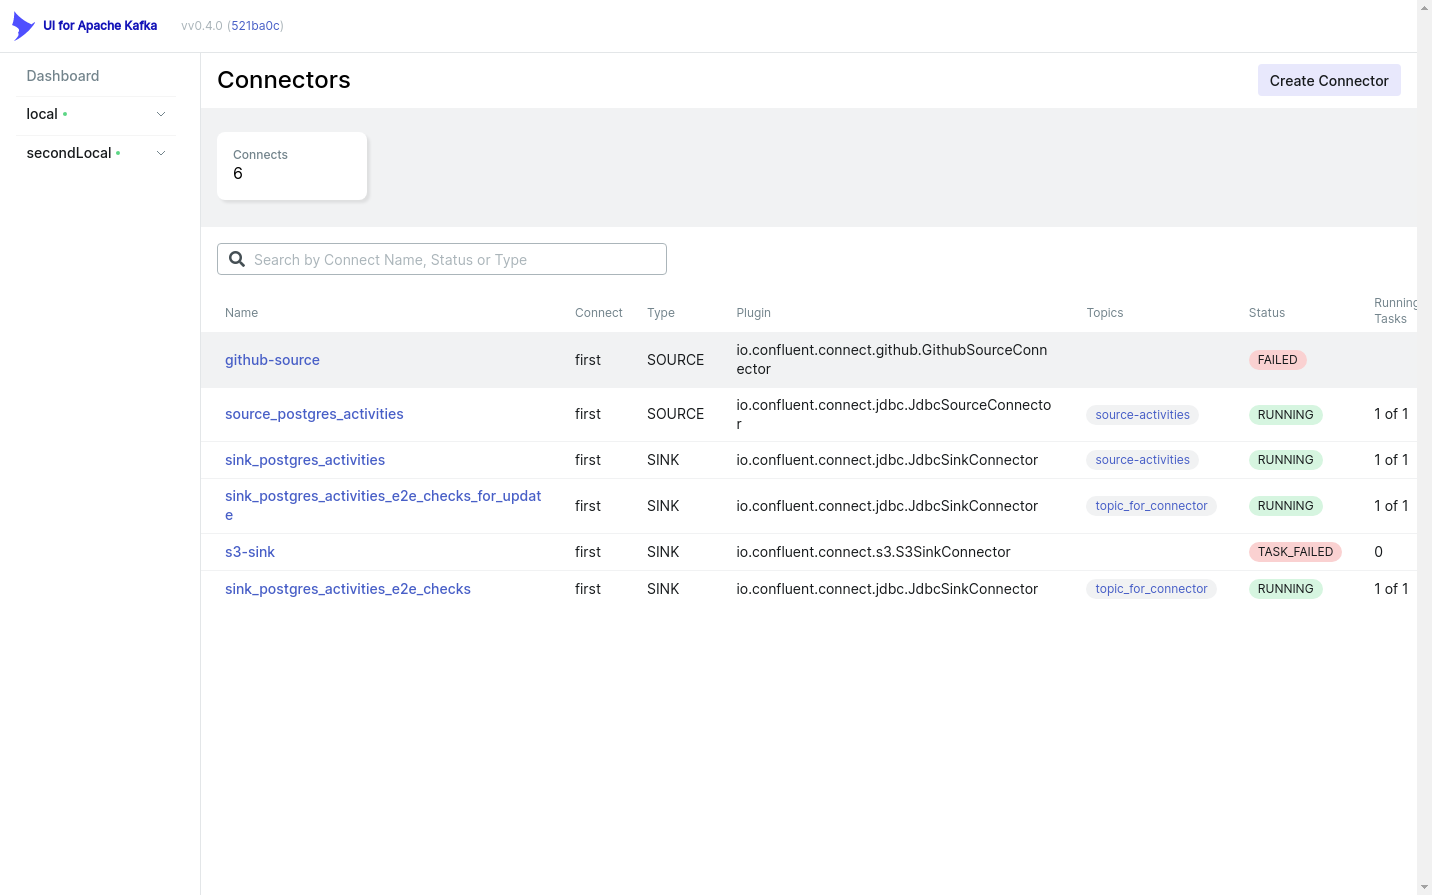 UI for Apache Kafka
vv0.4.0 (521ba0c)
Dashboard
local
secondLocal
Connectors
Create Connector
Connects
6
Search by Connect Name, Status or Type
Name Connect Type Plugin Topics Status Running
Tasks
github-source first SOURCE io.confluent.connect.github.GithubSourceConn
ector FAILED
source_postgres_activities first SOURCE io.confluent.connect.jdbc.JdbcSourceConnecto
r source-activities RUNNING 1 of 1
sink_postgres_activities first SINK io.confluent.connect.jdbc.JdbcSinkConnector source-activities RUNNING 1 of 1
sink_postgres_activities_e2e_checks_for_updat
e first SINK io.confluent.connect.jdbc.JdbcSinkConnector topic_for_connector RUNNING 1 of 1
s3-sink first SINK io.confluent.connect.s3.S3SinkConnector TASK_FAILED 0
sink_postgres_activities_e2e_checks first SINK io.confluent.connect.jdbc.JdbcSinkConnector topic_for_connector RUNNING 1 of 1